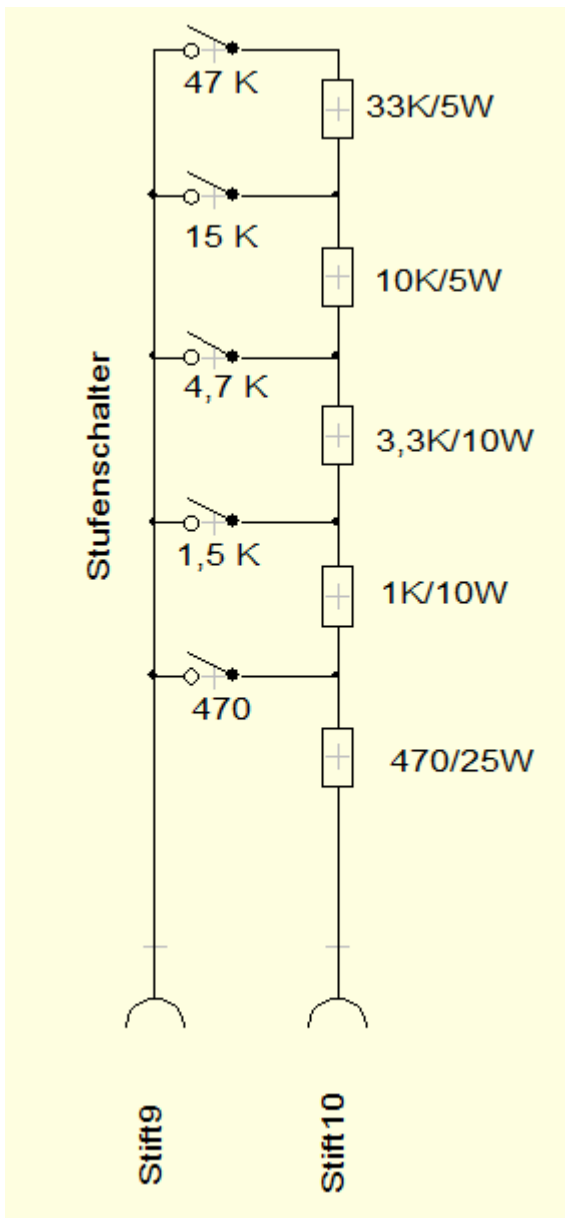 47 K
33K/5W
15 K
10K/5W
4,7 K
3,3K/10W
Stufenschalter
1,5 K
1K/10W
470
470/25W
Stift9
Stift10